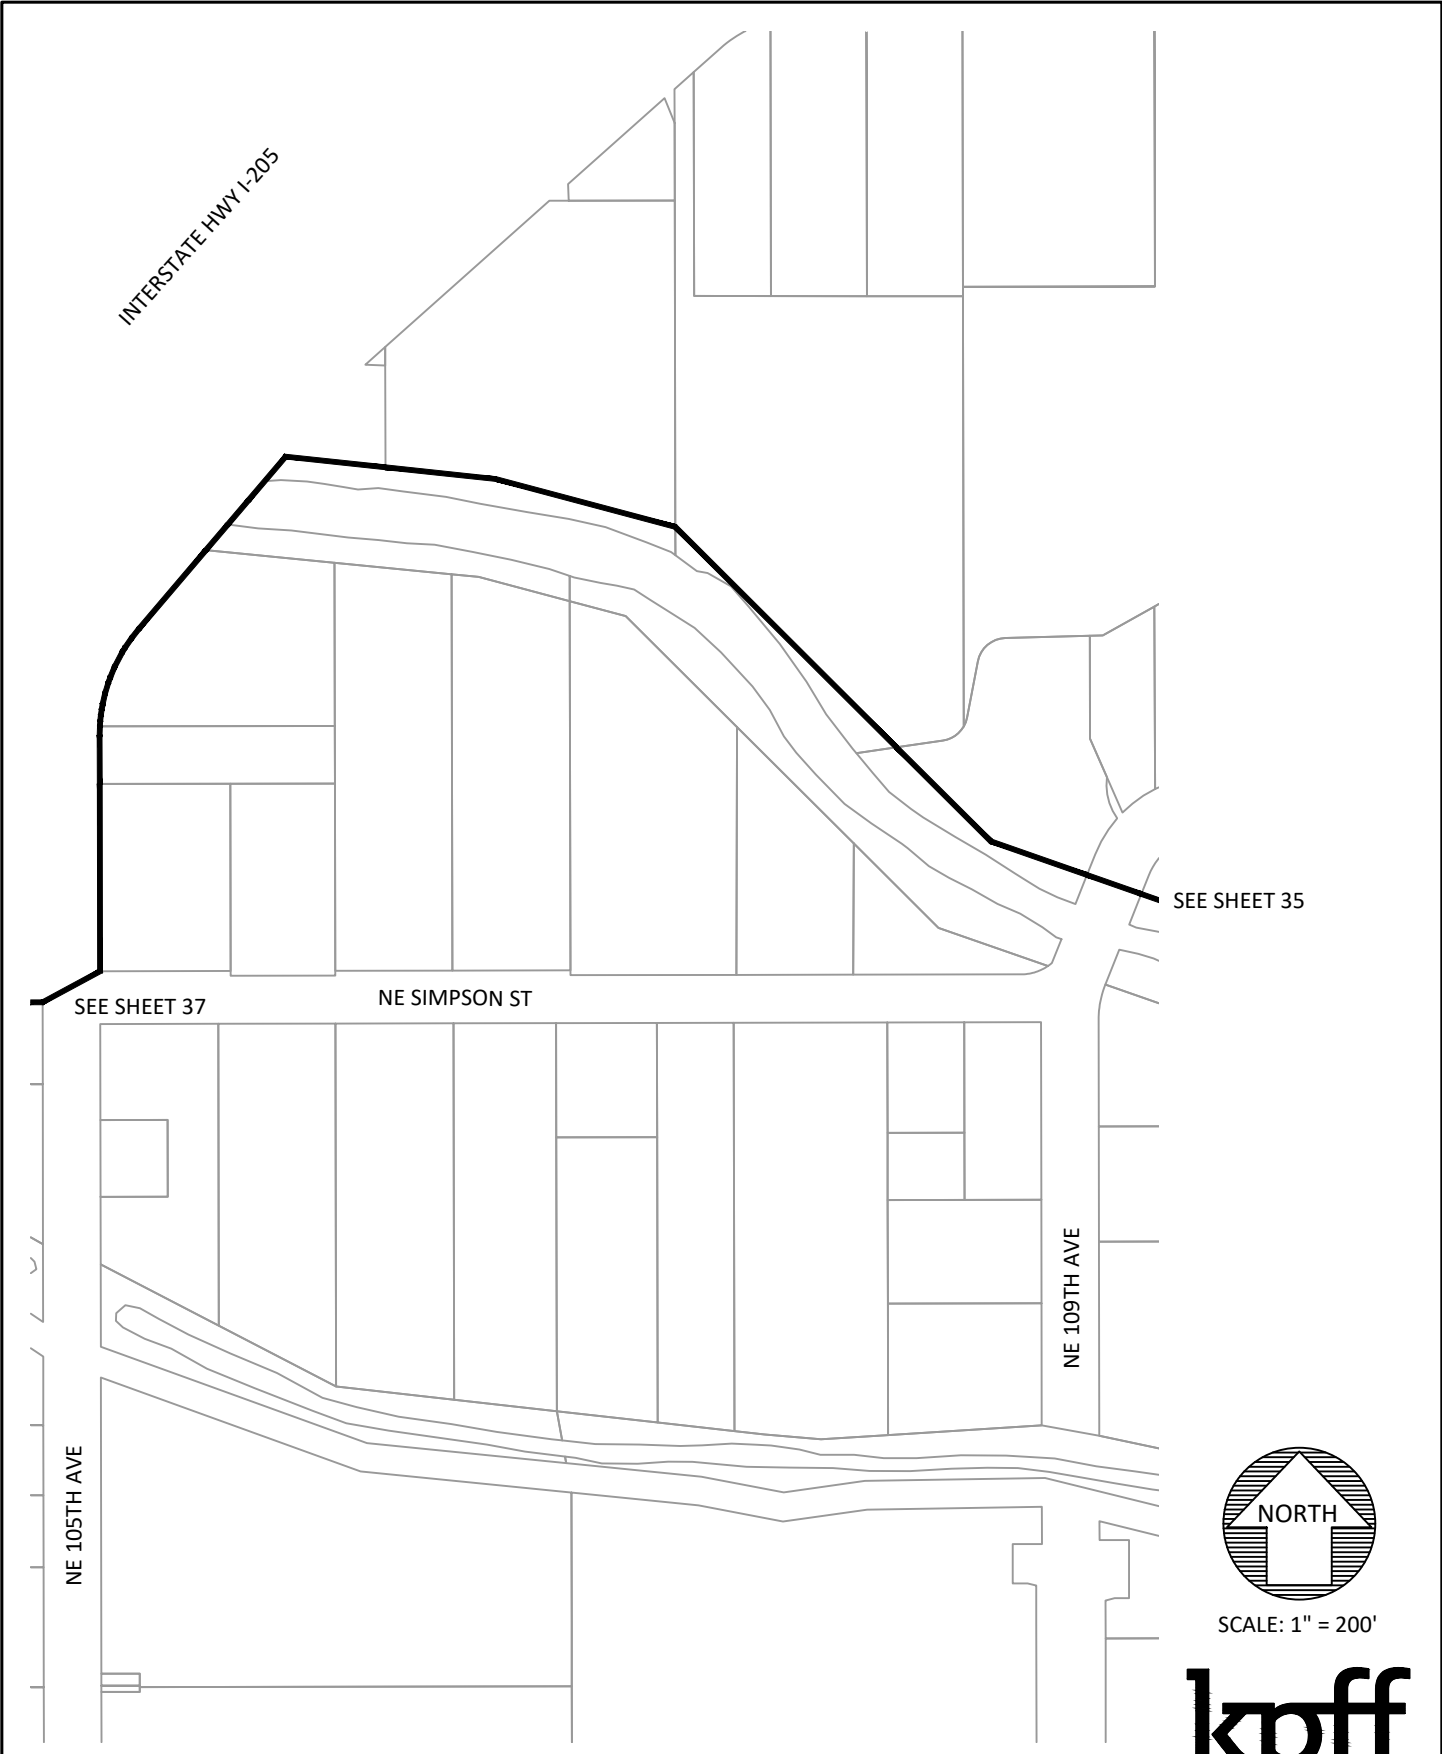 INTERSTATE HWY I-205
SEE SHEET 35
SEE SHEET 37
NE SIMPSON ST
NE 109TH AVE
NE 105TH AVE
NORTH
SCALE: 1" = 200'
kpff